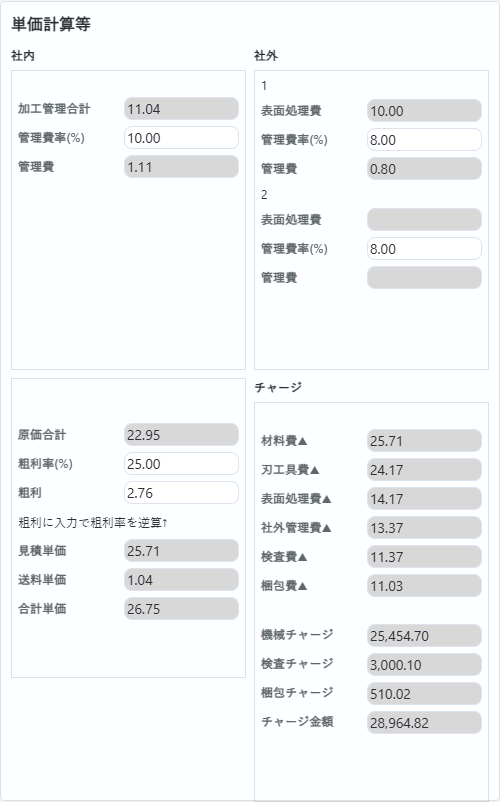 単価計算等
社内
加工管理合計 11.04
管理費率(%) 10.00
管理費 1.11
社外
1
表面処理費 10.00
管理費率(%) 8.00
管理費 0.80
2
表面処理費
管理費率(%) 8.00
管理費
原価合計 22.95
粗利率(%) 25.00
粗利 2.76
粗利に入力で粗利率を逆算↑
見積単価 25.71
送料単価 1.04
合計単価 26.75
チャージ
材料費▲ 25.71
刃工具費▲ 24.17
表面処理費▲ 14.17
社外管理費▲ 13.37
検査費▲ 11.37
梱包費▲ 11.03
機械チャージ 25,454.70
検査チャージ 3,000.10
梱包チャージ 510.02
チャージ金額 28,964.82